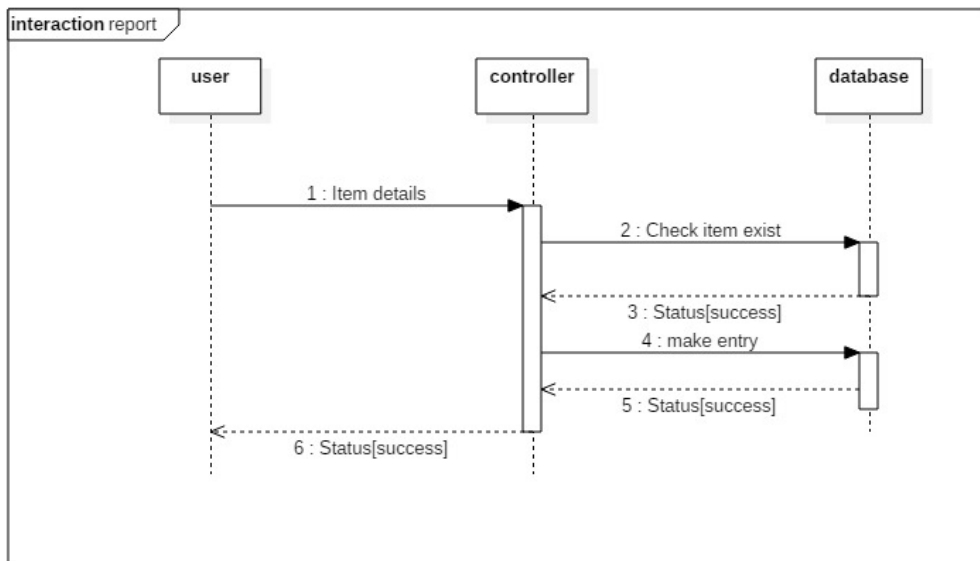 interaction report
user
controller
database
1 : Item details
2 : Check item exist
3 : Status[success]
4 : make entry
5 : Status[success]
6 : Status[success]